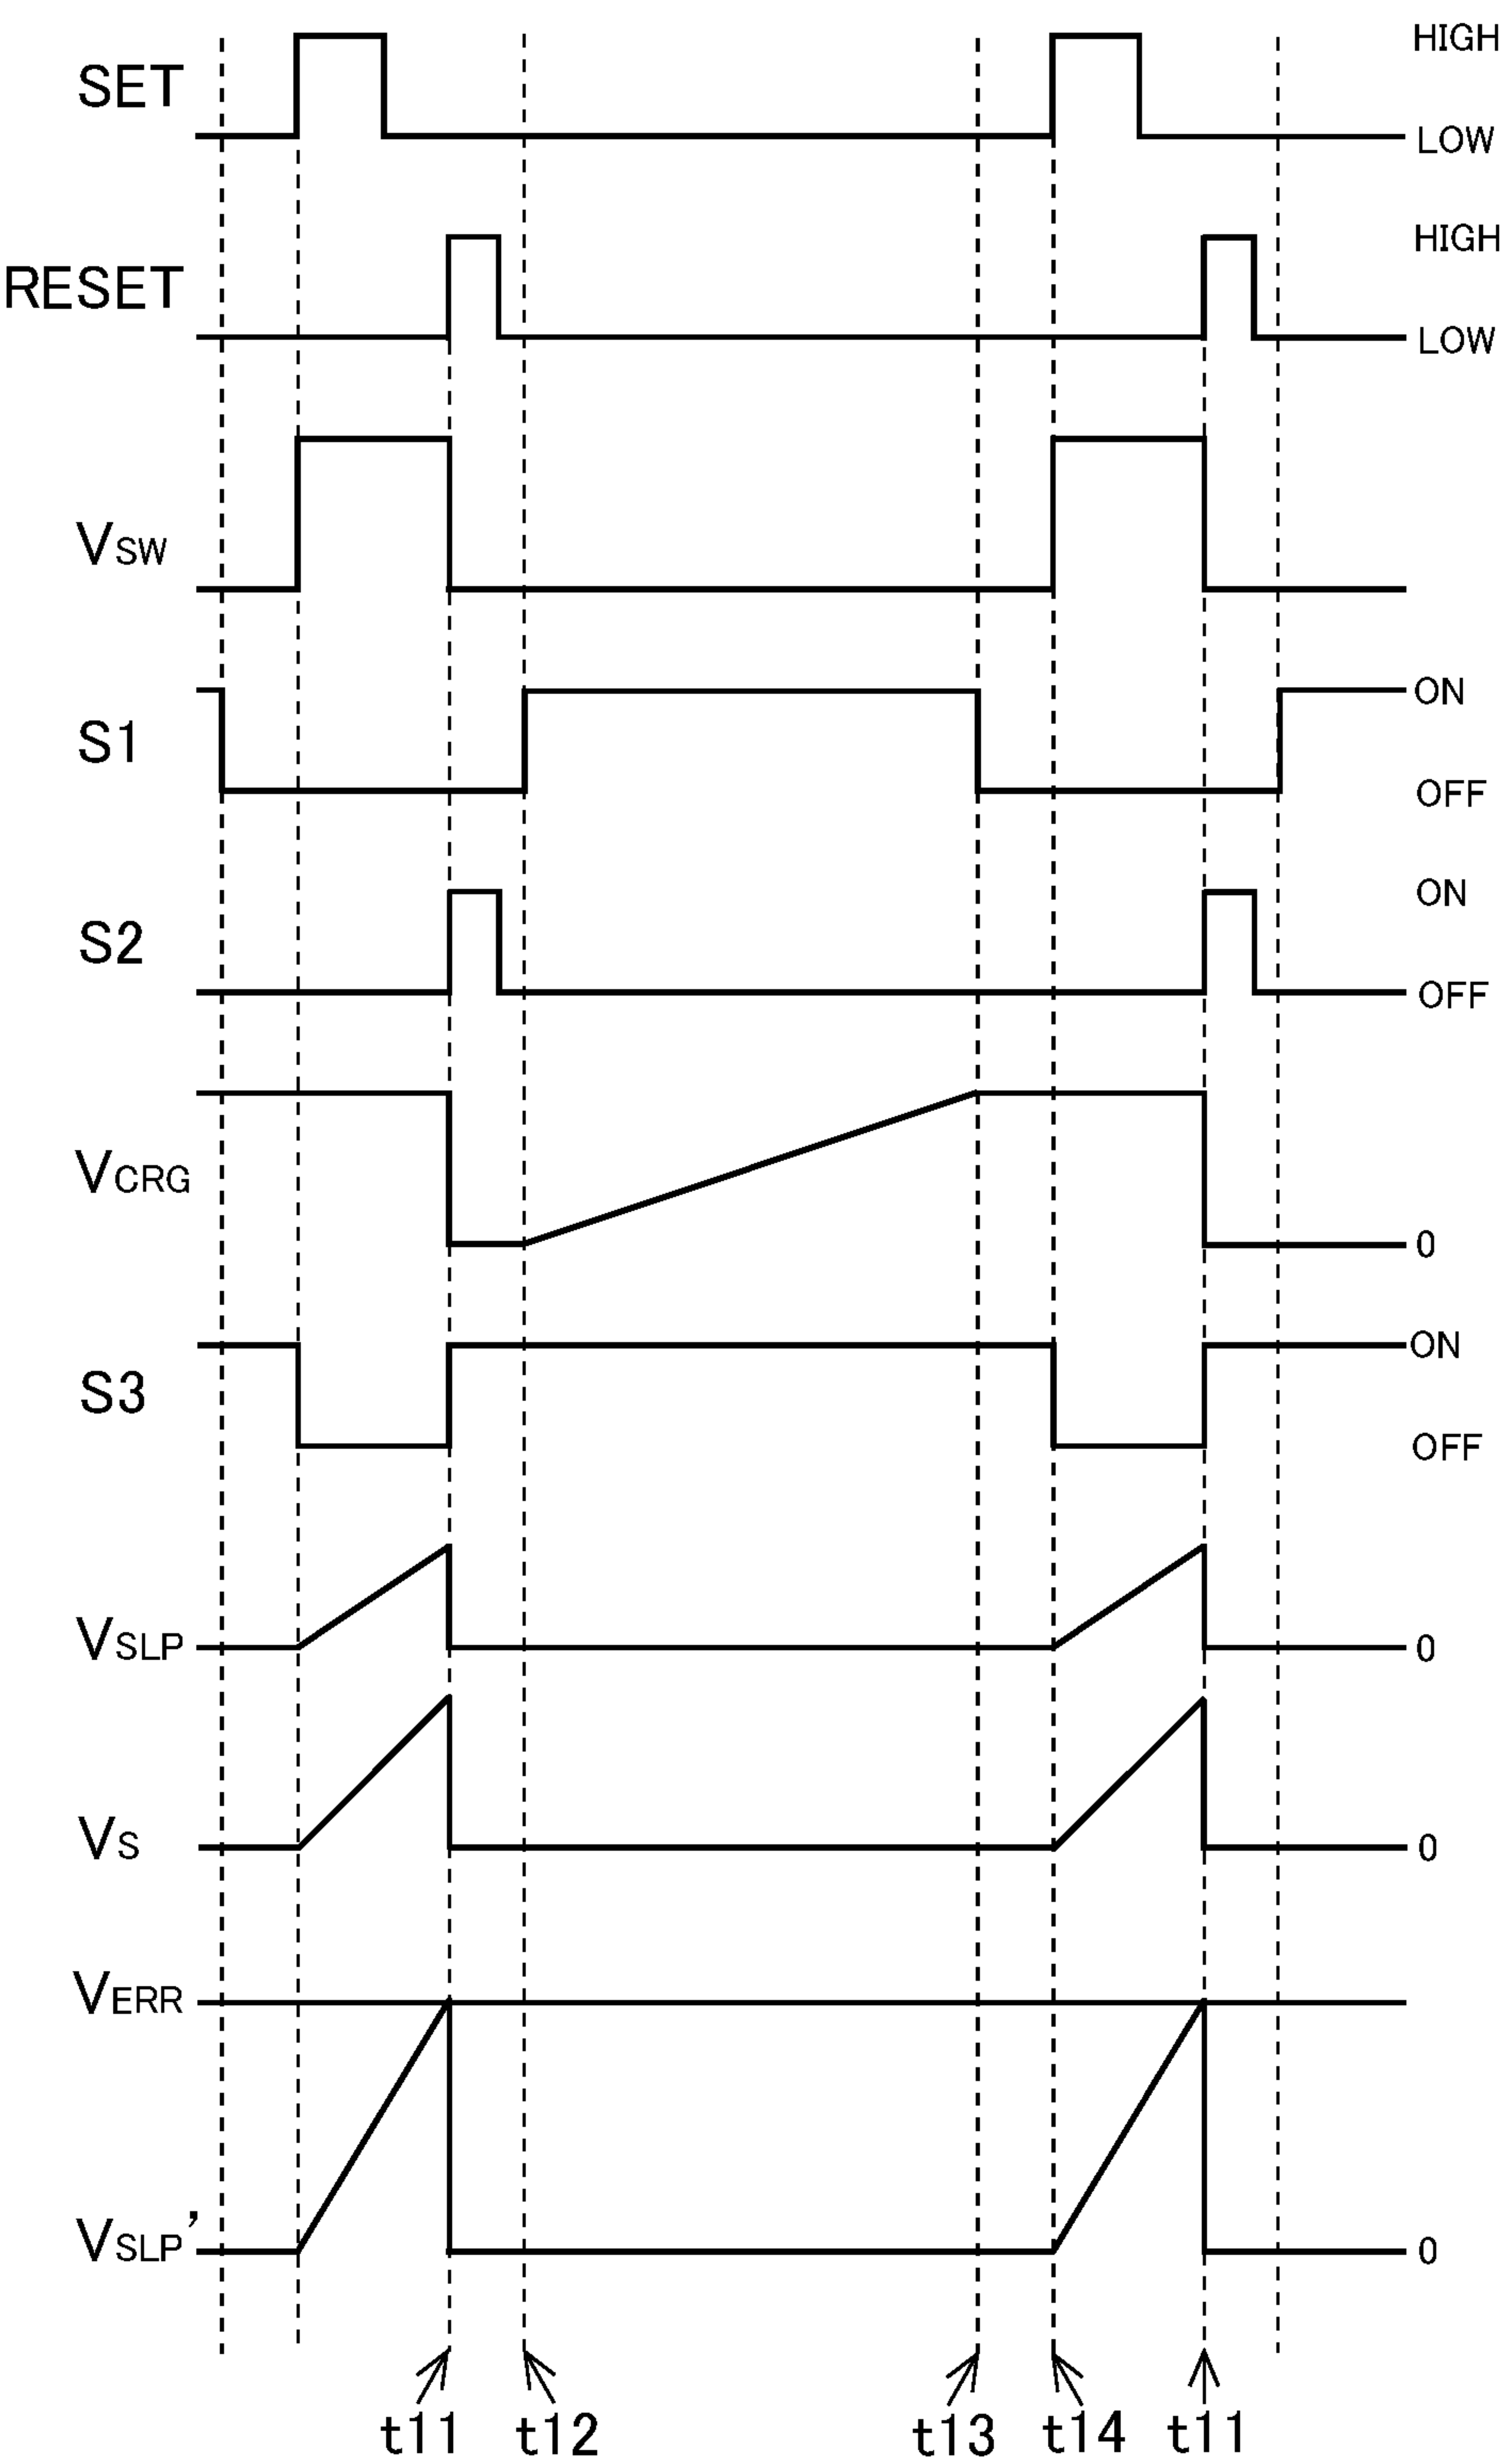 HIGH
SET
LOW
HIGH
RESET
LOW
VSW
ON
S1
OFF
ON
S2
OFF
VCRG
0
ON
S3
OFF
VSLP
0
VS
0
VERR
VSLP'
0
t11 t12 t13 t14 t11